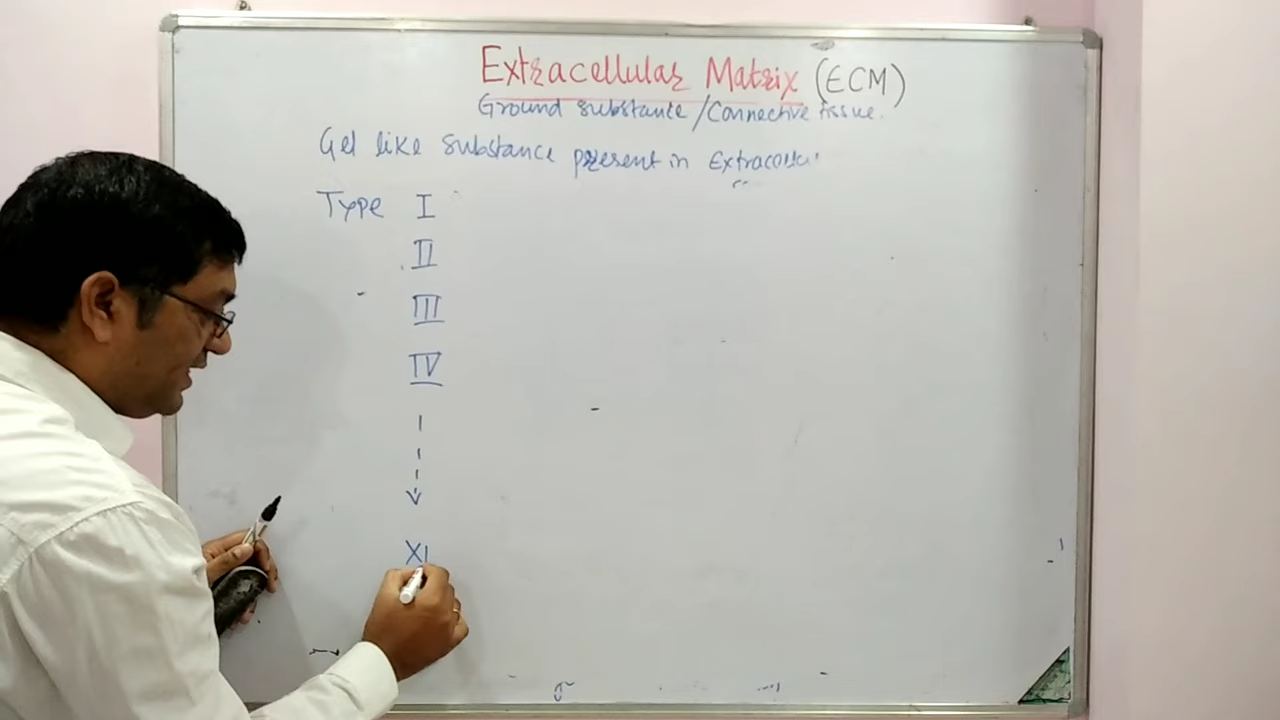 Extracellular Matrix (ECM)
Ground substance / Connective tissue.
Gel like substance present in
Type I
II
III
IV
XI